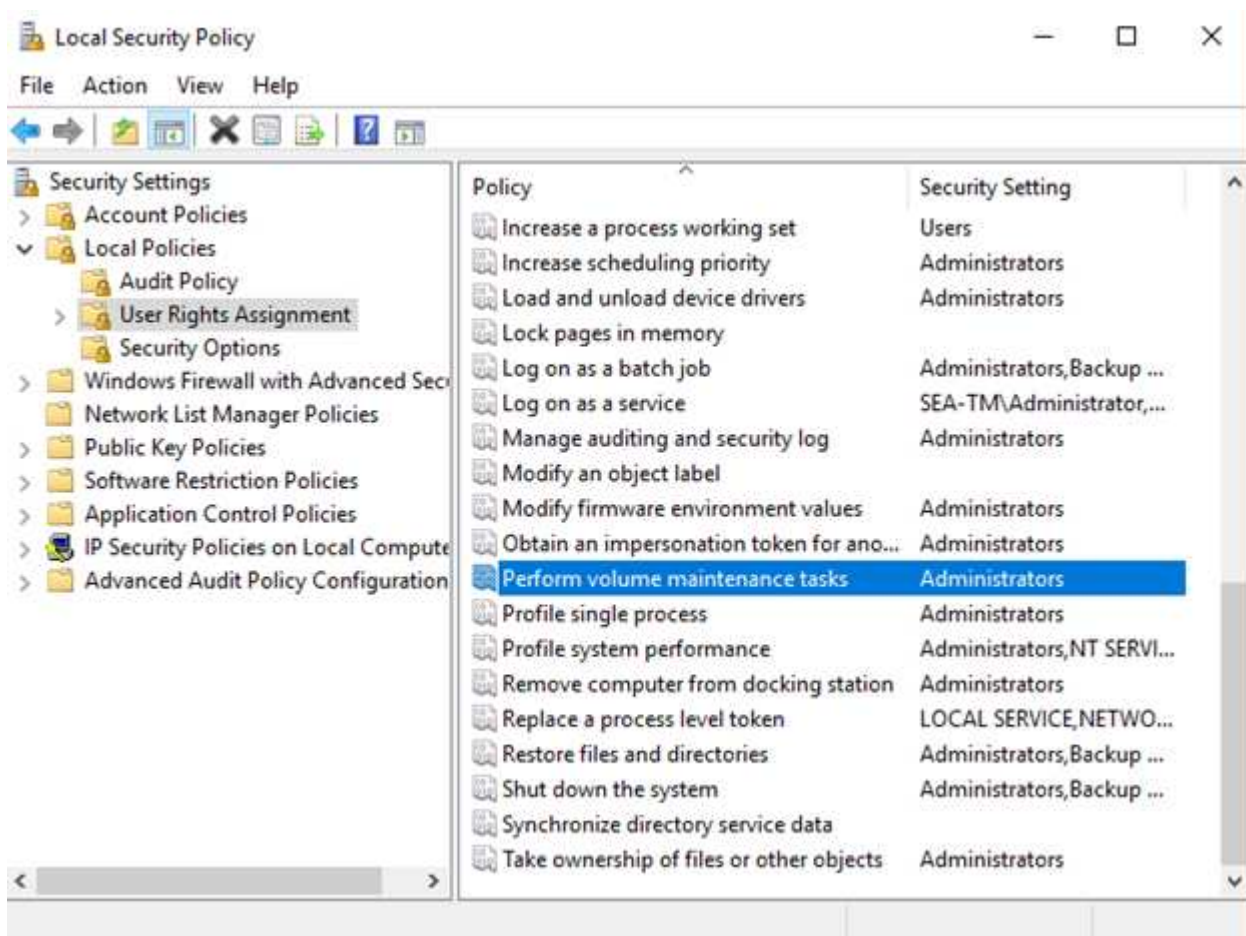 Local Security Policy
File Action View Help
Security Settings
Account Policies
Local Policies
Audit Policy
User Rights Assignment
Security Options
Windows Firewall with Advanced Secu
Network List Manager Policies
Public Key Policies
Software Restriction Policies
Application Control Policies
IP Security Policies on Local Compute
Advanced Audit Policy Configuration
Policy Security Setting
Increase a process working set Users
Increase scheduling priority Administrators
Load and unload device drivers Administrators
Lock pages in memory
Log on as a batch job Administrators,Backup ...
Log on as a service SEA-TM\Administrator,...
Manage auditing and security log Administrators
Modify an object label
Modify firmware environment values Administrators
Obtain an impersonation token for ano... Administrators
Perform volume maintenance tasks Administrators
Profile single process Administrators
Profile system performance Administrators,NT SERVI...
Remove computer from docking station Administrators
Replace a process level token LOCAL SERVICE,NETWO...
Restore files and directories Administrators,Backup ...
Shut down the system Administrators,Backup ...
Synchronize directory service data
Take ownership of files or other objects Administrators